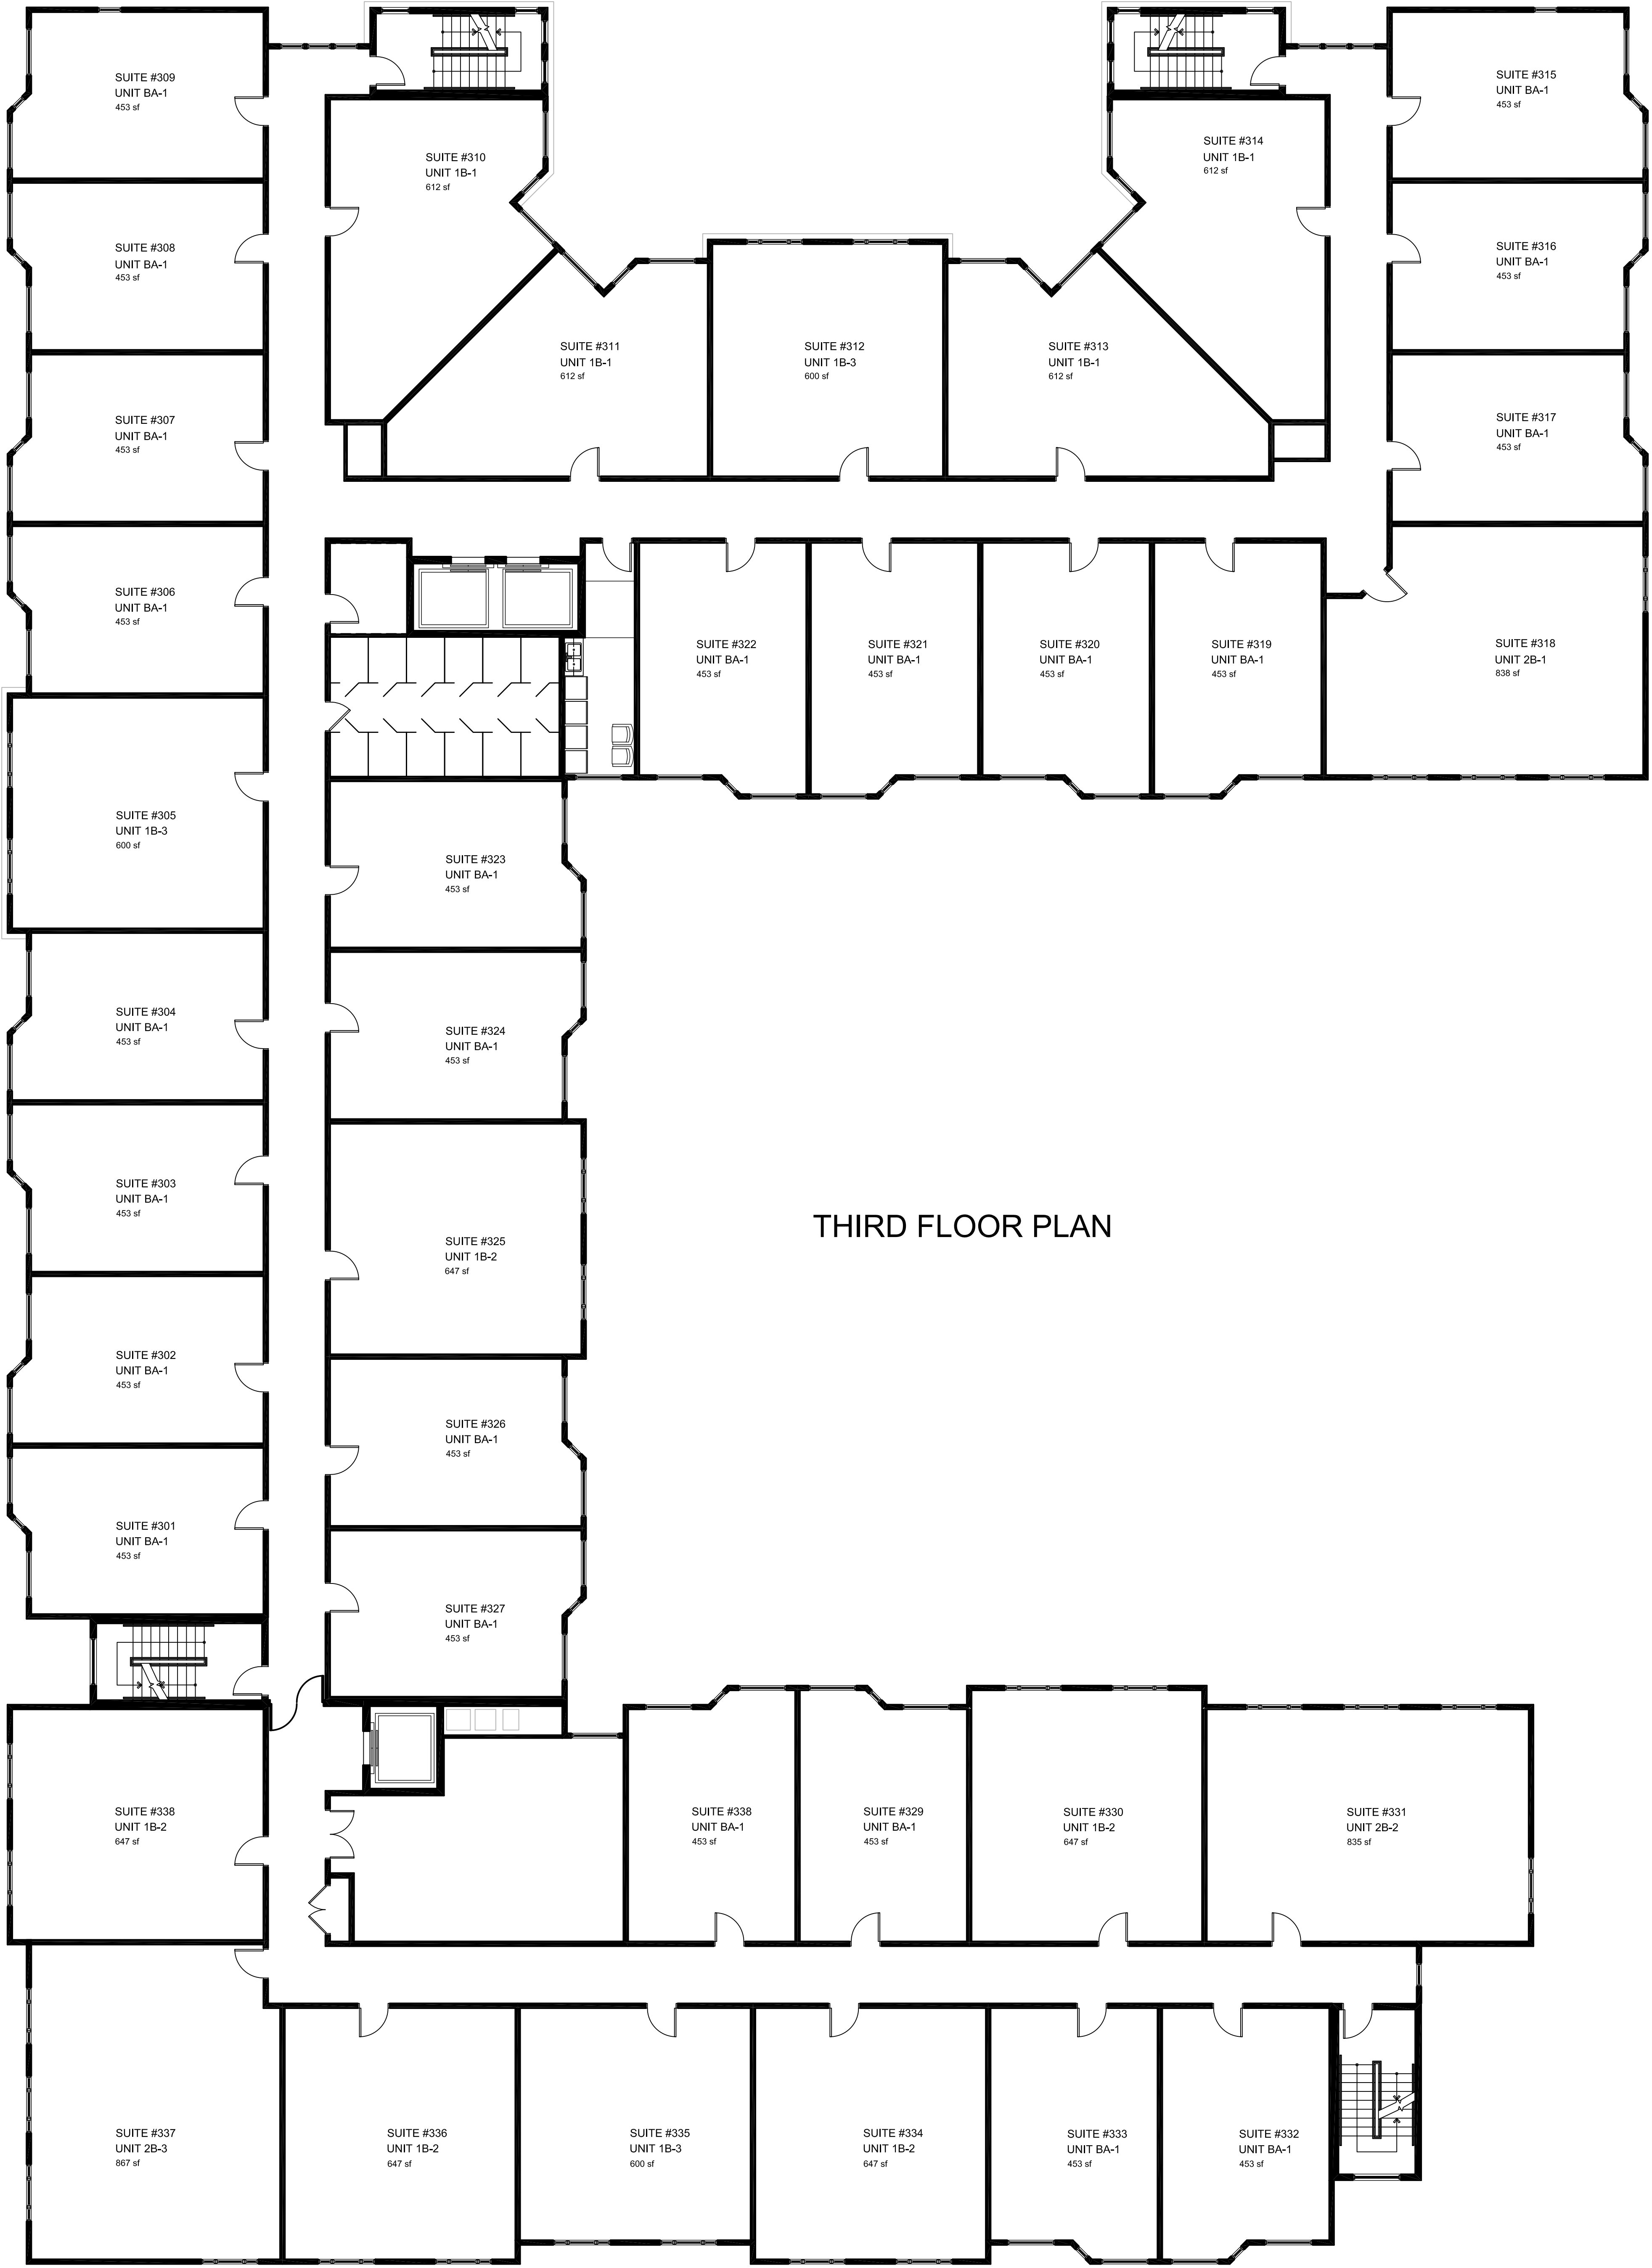 SUITE #309
UNIT BA-1
453 sf
SUITE #310
UNIT 1B-1
612 sf
SUITE #314
UNIT 1B-1
612 sf
SUITE #315
UNIT BA-1
453 sf
SUITE #308
UNIT BA-1
453 sf
SUITE #316
UNIT BA-1
453 sf
SUITE #311
UNIT 1B-1
612 sf
SUITE #312
UNIT 1B-3
600 sf
SUITE #313
UNIT 1B-1
612 sf
SUITE #307
UNIT BA-1
453 sf
SUITE #317
UNIT BA-1
453 sf
SUITE #306
UNIT BA-1
453 sf
SUITE #322
UNIT BA-1
453 sf
SUITE #321
UNIT BA-1
453 sf
SUITE #320
UNIT BA-1
453 sf
SUITE #319
UNIT BA-1
453 sf
SUITE #318
UNIT 2B-1
838 sf
SUITE #305
UNIT 1B-3
600 sf
SUITE #323
UNIT BA-1
453 sf
SUITE #304
UNIT BA-1
453 sf
SUITE #324
UNIT BA-1
453 sf
SUITE #303
UNIT BA-1
453 sf
SUITE #325
UNIT 1B-2
647 sf
THIRD FLOOR PLAN
SUITE #302
UNIT BA-1
453 sf
SUITE #326
UNIT BA-1
453 sf
SUITE #301
UNIT BA-1
453 sf
SUITE #327
UNIT BA-1
453 sf
SUITE #338
UNIT 1B-2
647 sf
SUITE #338
UNIT BA-1
453 sf
SUITE #329
UNIT BA-1
453 sf
SUITE #330
UNIT 1B-2
647 sf
SUITE #331
UNIT 2B-2
835 sf
SUITE #337
UNIT 2B-3
867 sf
SUITE #336
UNIT 1B-2
647 sf
SUITE #335
UNIT 1B-3
600 sf
SUITE #334
UNIT 1B-2
647 sf
SUITE #333
UNIT BA-1
453 sf
SUITE #332
UNIT BA-1
453 sf